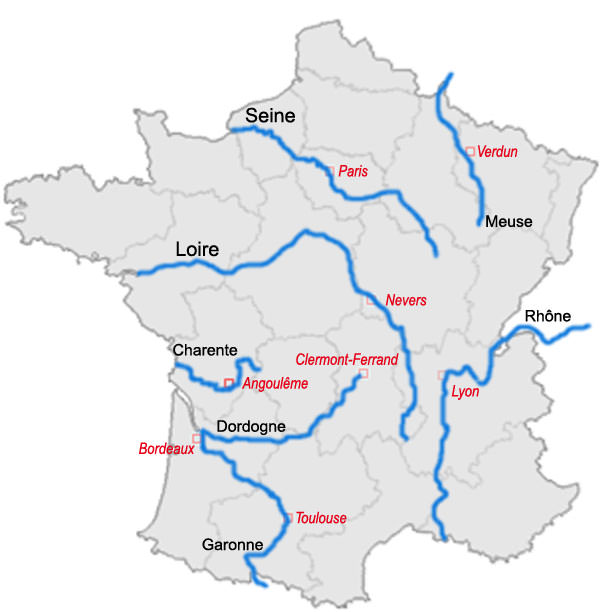 Seine
Verdun
Paris
Meuse
Loire
Nevers
Rhône
Charente
Clermont-Ferrand
Angoulême
Lyon
Dordogne
Bordeaux
Toulouse
Garonne